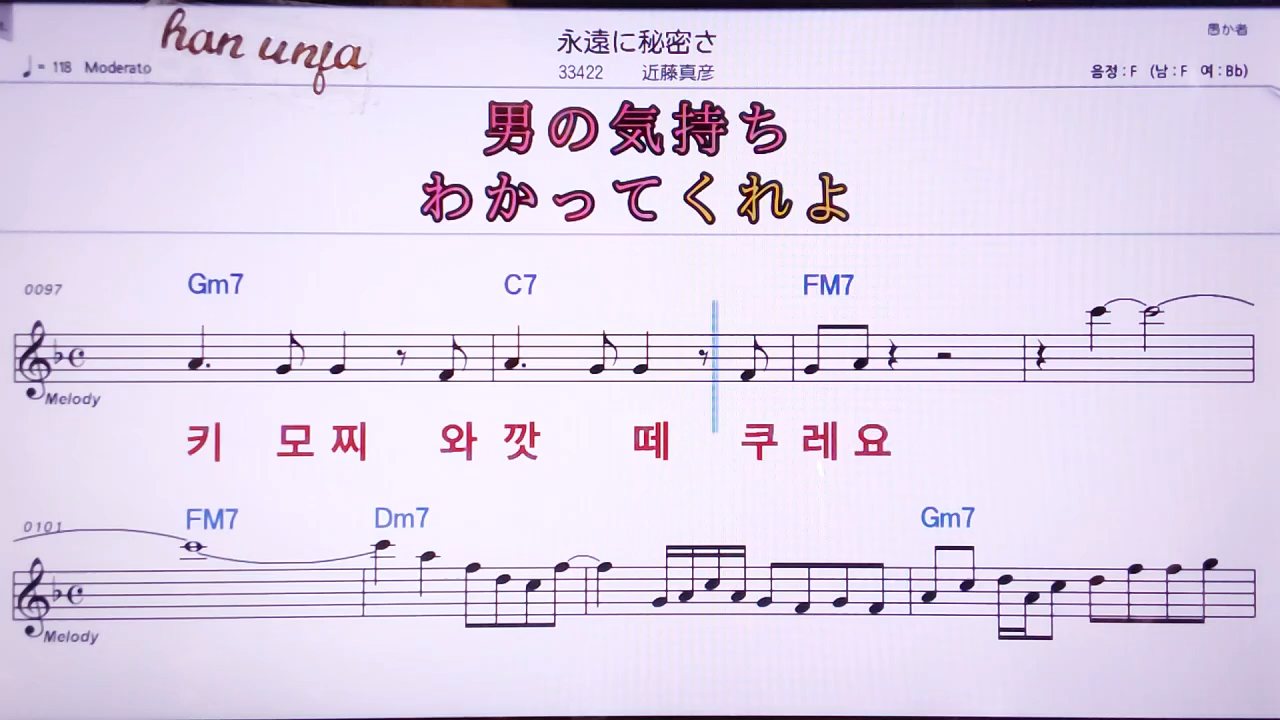 han unfa
永遠に秘密さ
愚か者
= 118 Moderato
33422 近藤真彦
음정 : F (남 : F 여 : Bb)
男の気持ち
わかってくれよ
0097 Gm7 C7 FM7
Melody
키 모 찌 와 깟 떼 쿠 레 요
0101 FM7 Dm7 Gm7
Melody